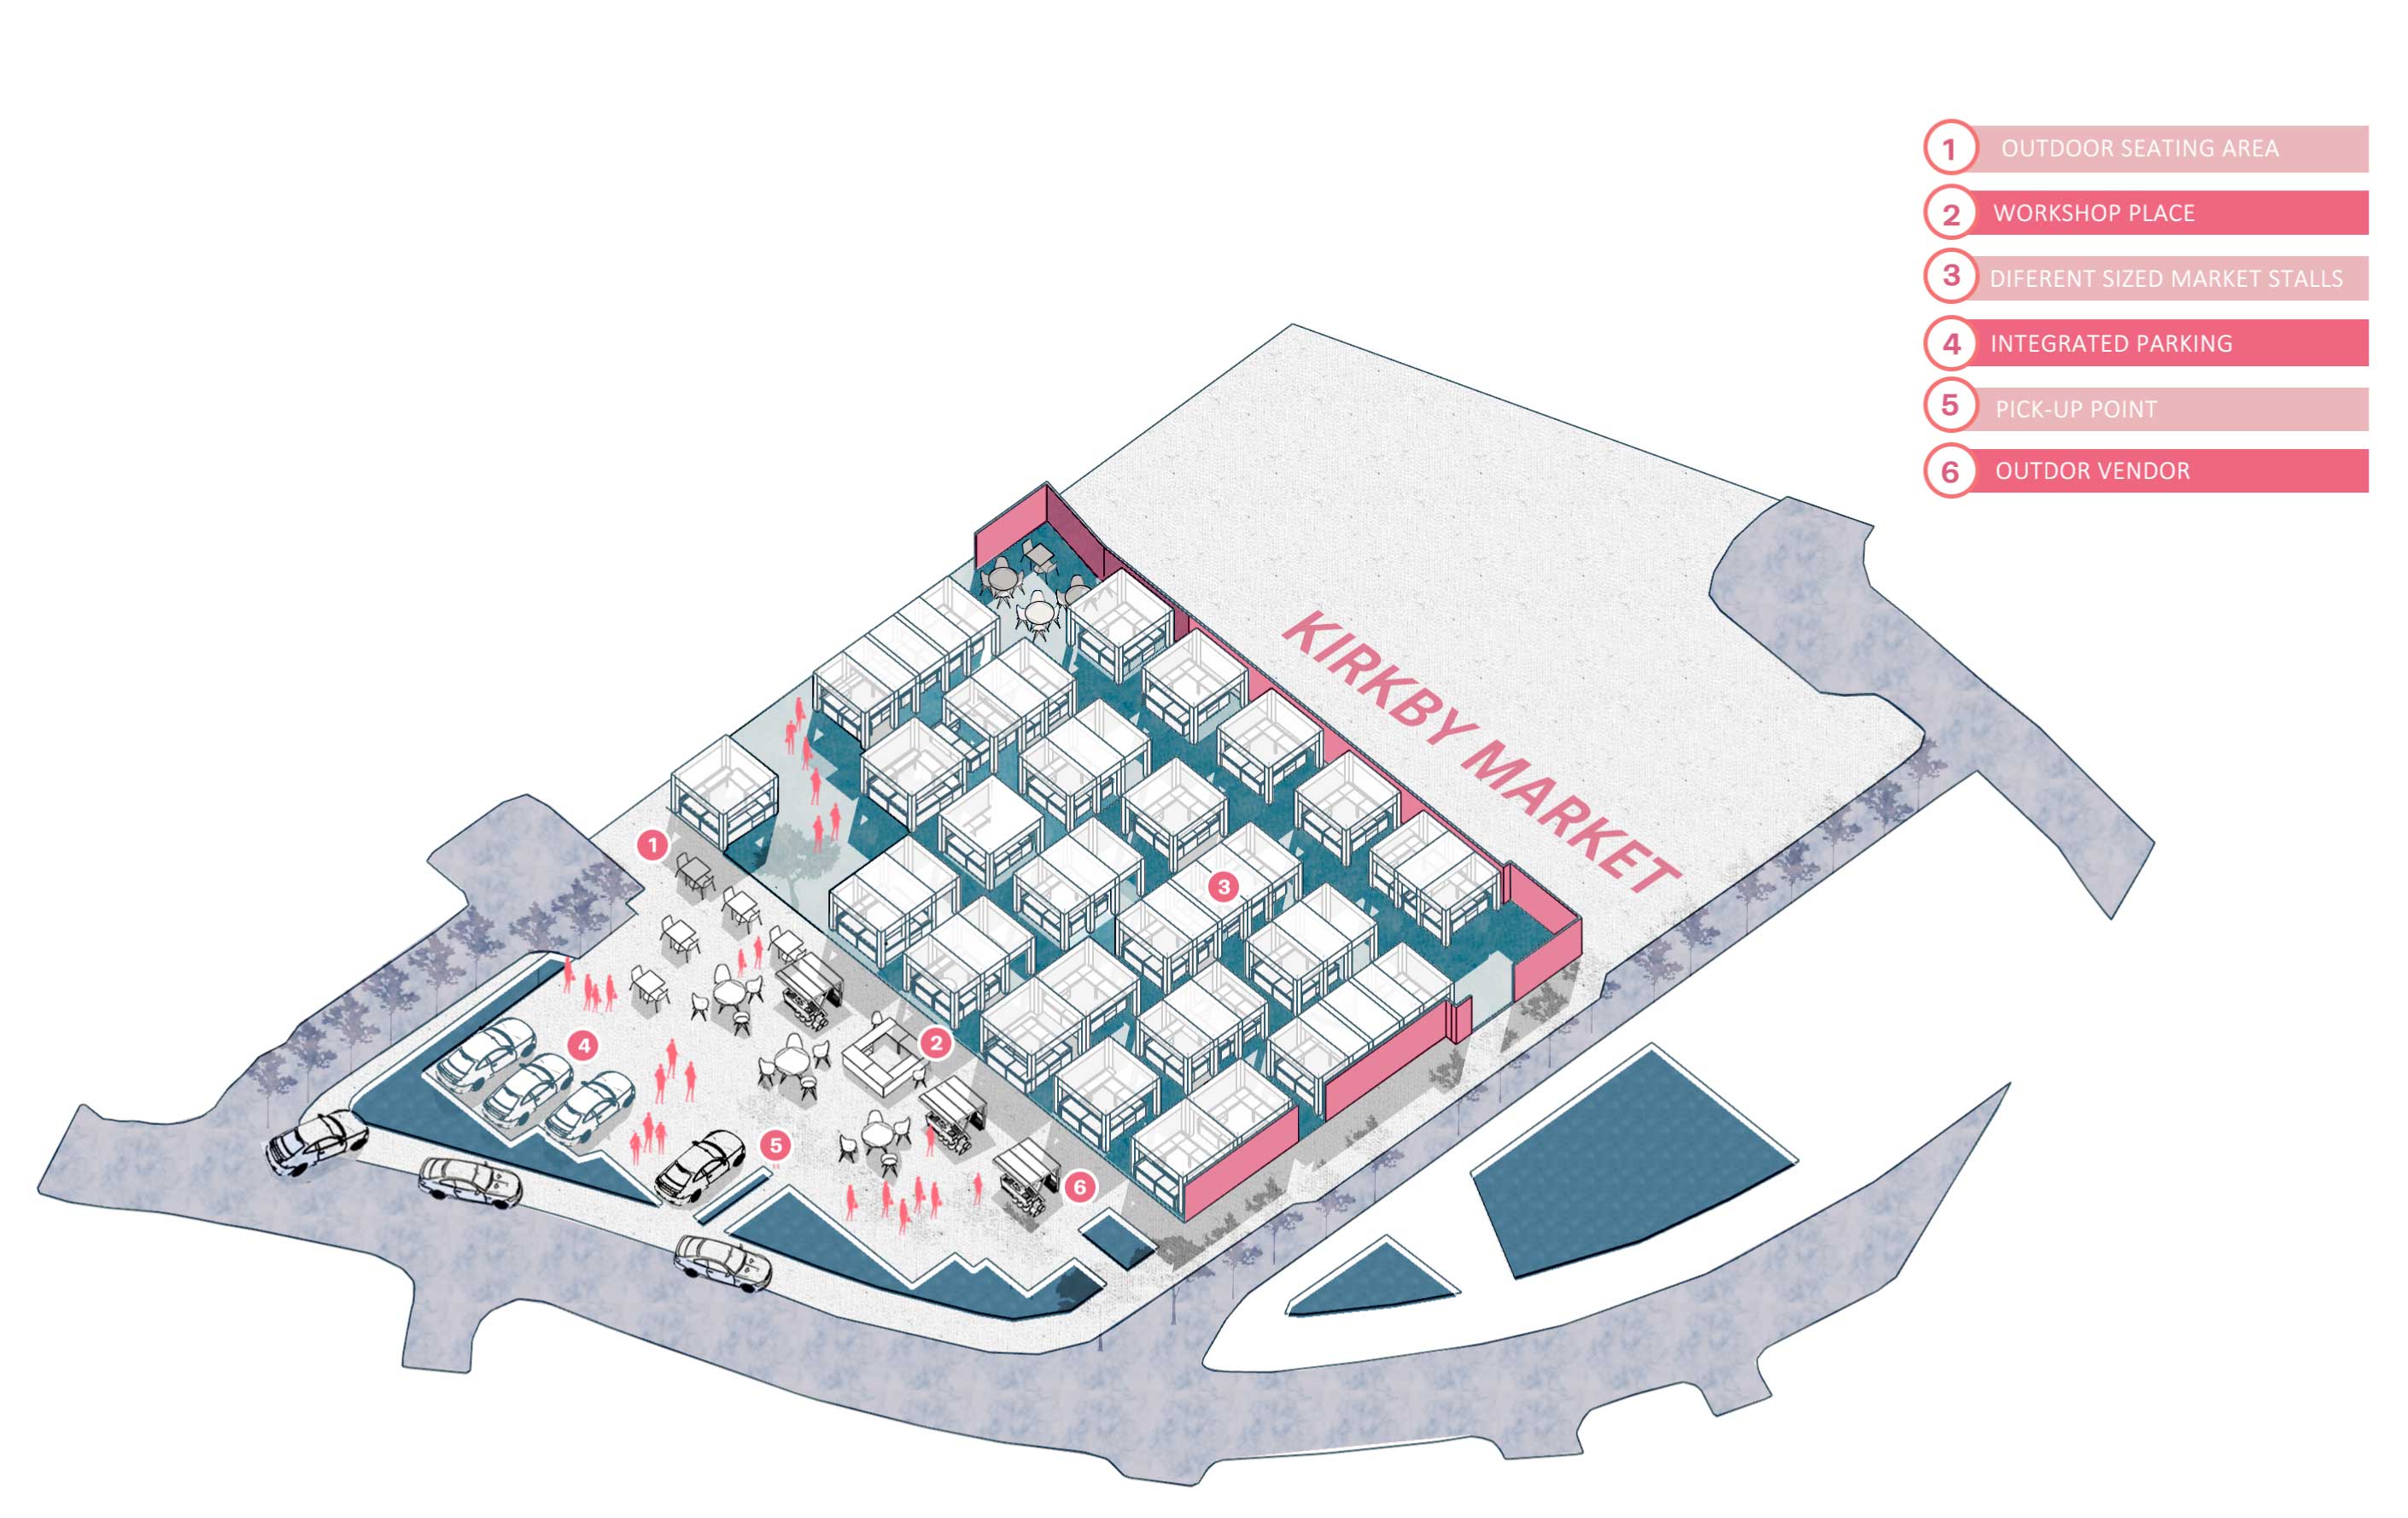 1 OUTDOOR SEATING AREA
2 WORKSHOP PLACE
3 DIFERENT SIZED MARKET STALLS
4 INTEGRATED PARKING
5 PICK-UP POINT
6 OUTDOR VENDOR
KIRKBY MARKET
1
3
2
4
5
6